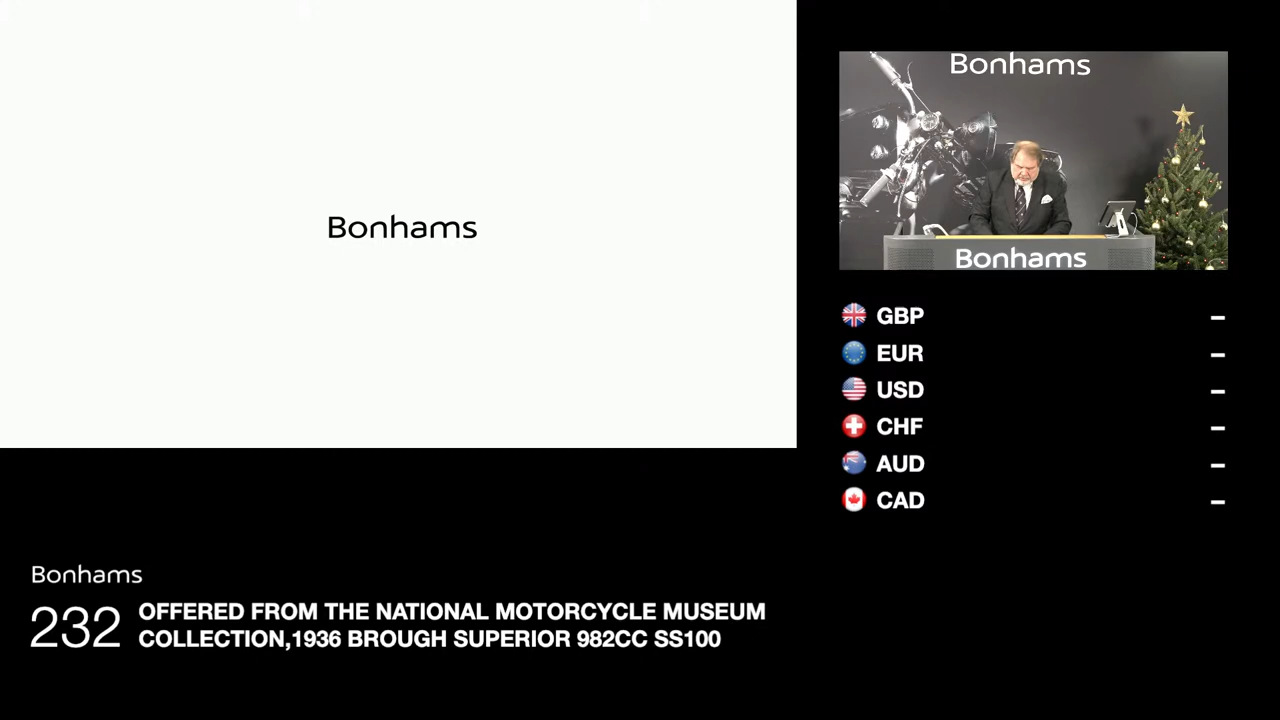 Bonhams
Bonhams
Bonhams
GBP –
EUR –
USD –
CHF –
AUD –
CAD –
Bonhams
232
OFFERED FROM THE NATIONAL MOTORCYCLE MUSEUM
COLLECTION,1936 BROUGH SUPERIOR 982CC SS100